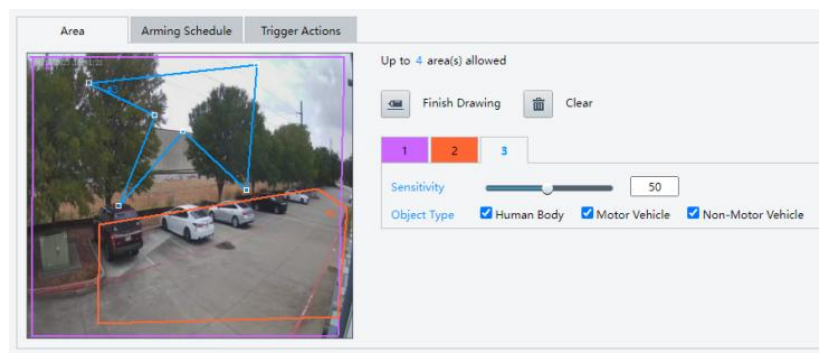 Area Arming Schedule Trigger Actions
Up to 4 area(s) allowed
Finish Drawing Clear
1 2 3
Sensitivity 50
Object Type Human Body Motor Vehicle Non-Motor Vehicle